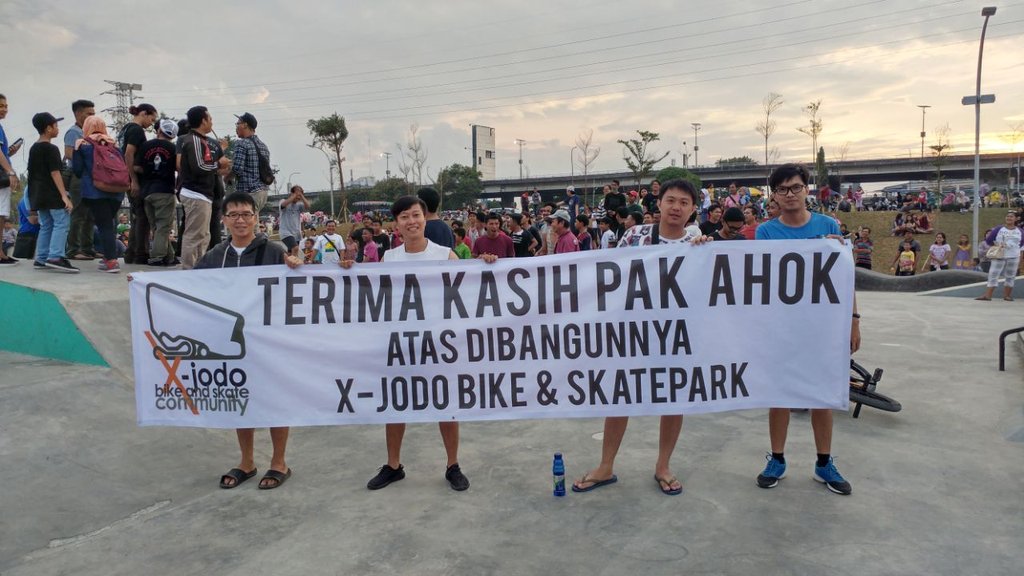 TERIMA KASIH PAK AHOK
ATAS DIBANGUNNYA
X-JODO BIKE & SKATEPARK
X-jodo
bike and skate
community